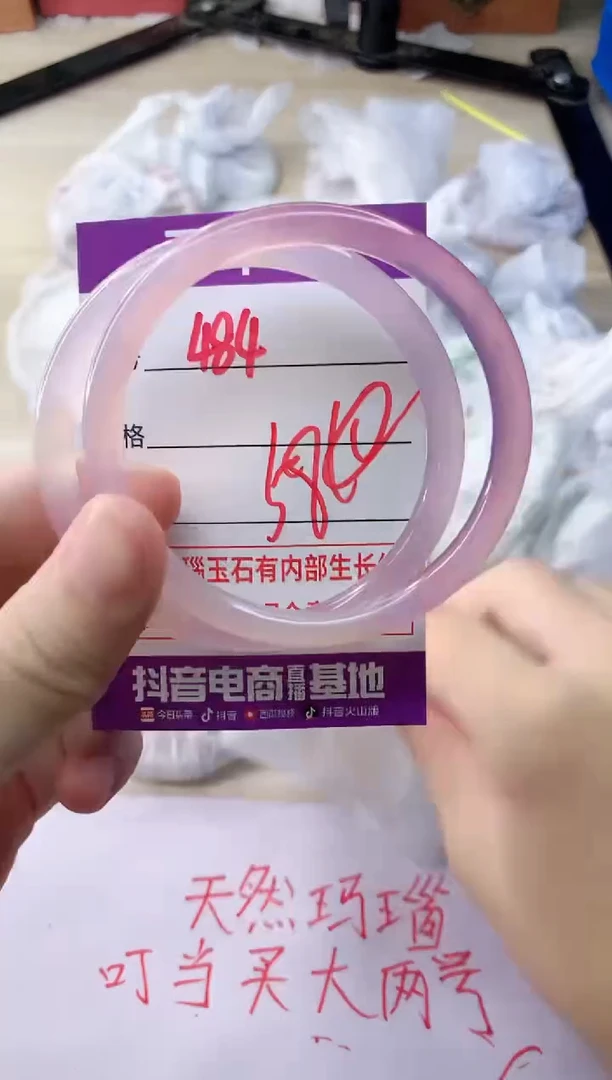 484
格
580
瑙玉石有内部生长
抖音电商直播基地
今日头条 抖音 西瓜视频 抖音火山版
天然玛瑙
叮当买大两号